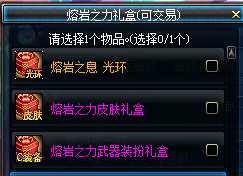 熔岩之力礼盒(可交易)
请选择1个物品。(选择0/1个)
光环
熔岩之息 光环
皮肤
熔岩之力皮肤礼盒
C装备
熔岩之力武器装扮礼盒